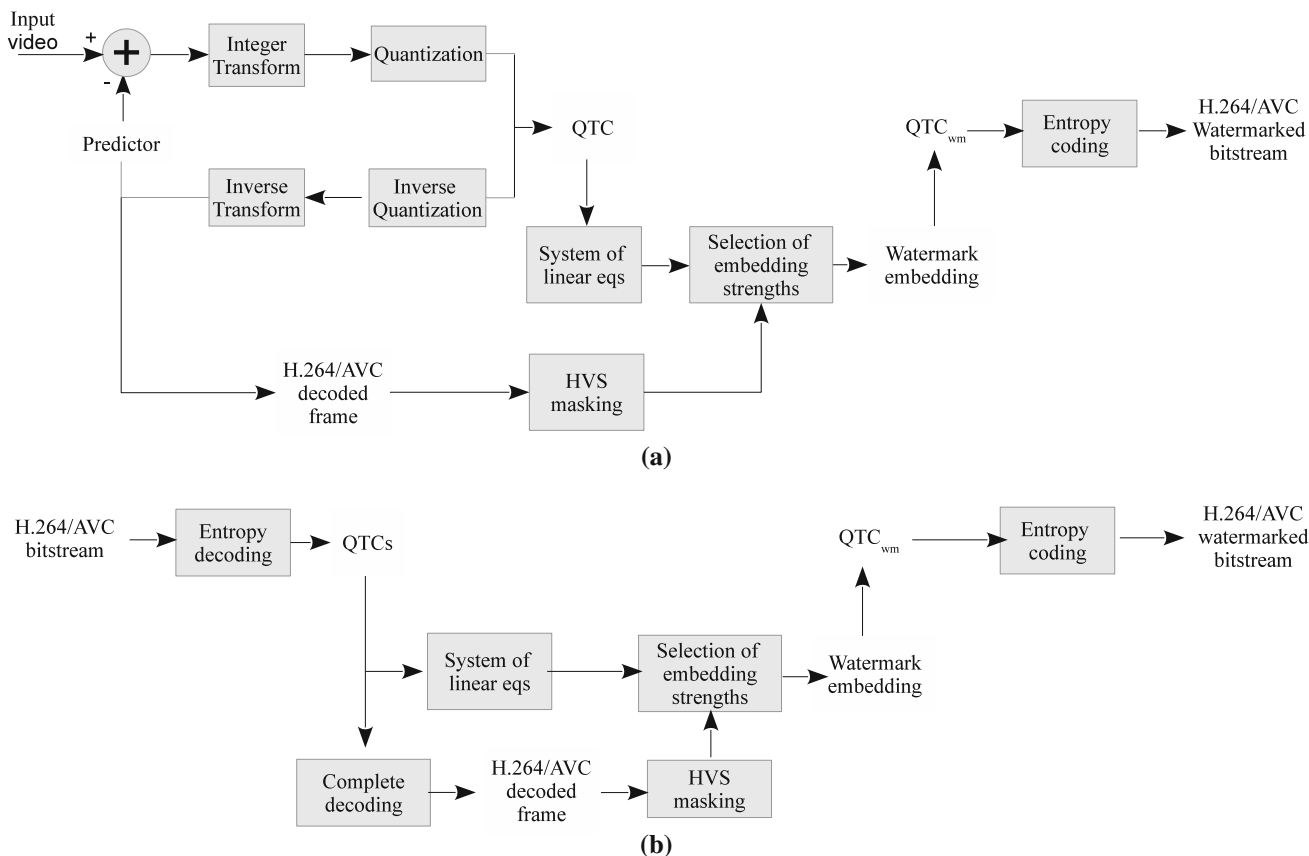 Input
video
+
+
-
Integer
Transform
Quantization
Predictor
QTC
Inverse
Transform
Inverse
Quantization
System of
linear eqs
Selection of
embedding
strengths
Watermark
embedding
QTCwm
Entropy
coding
H.264/AVC
Watermarked
bitstream
H.264/AVC
decoded
frame
HVS
masking
(a)
H.264/AVC
bitstream
Entropy
decoding
QTCs
System of
linear eqs
Selection of
embedding
strengths
Watermark
embedding
QTCwm
Entropy
coding
H.264/AVC
watermarked
bitstream
Complete
decoding
H.264/AVC
decoded
frame
HVS
masking
(b)